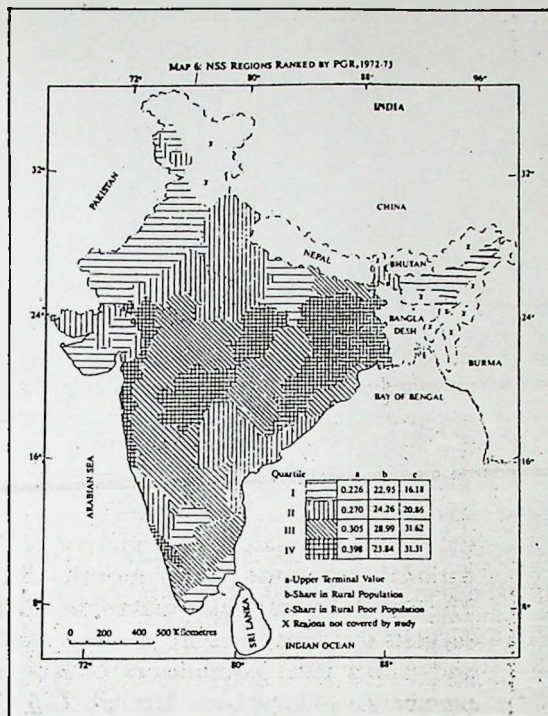 MAP 6: NSS REGIONS RANKED BY PGR, 1972-73
72° 80° 88° 96°
INDIA
32° 32°
PAKISTAN
CHINA
NEPAL
BHUTAN
24° 24°
BANGLA
DESH
BURMA
BAY OF BENGAL
16° 16°
ARABIAN SEA
Quartile a b c
I 0.226 22.95 16.18
II 0.270 24.26 20.86
III 0.305 28.99 31.62
IV 0.398 23.84 31.31
a-Upper Terminal Value
b-Share in Rural Population
c-Share in Rural Poor Population
X Regions not covered by study
8° 8°
0 200 400 500 Kilometres
SRI LANKA
INDIAN OCEAN
72° 80° 88°